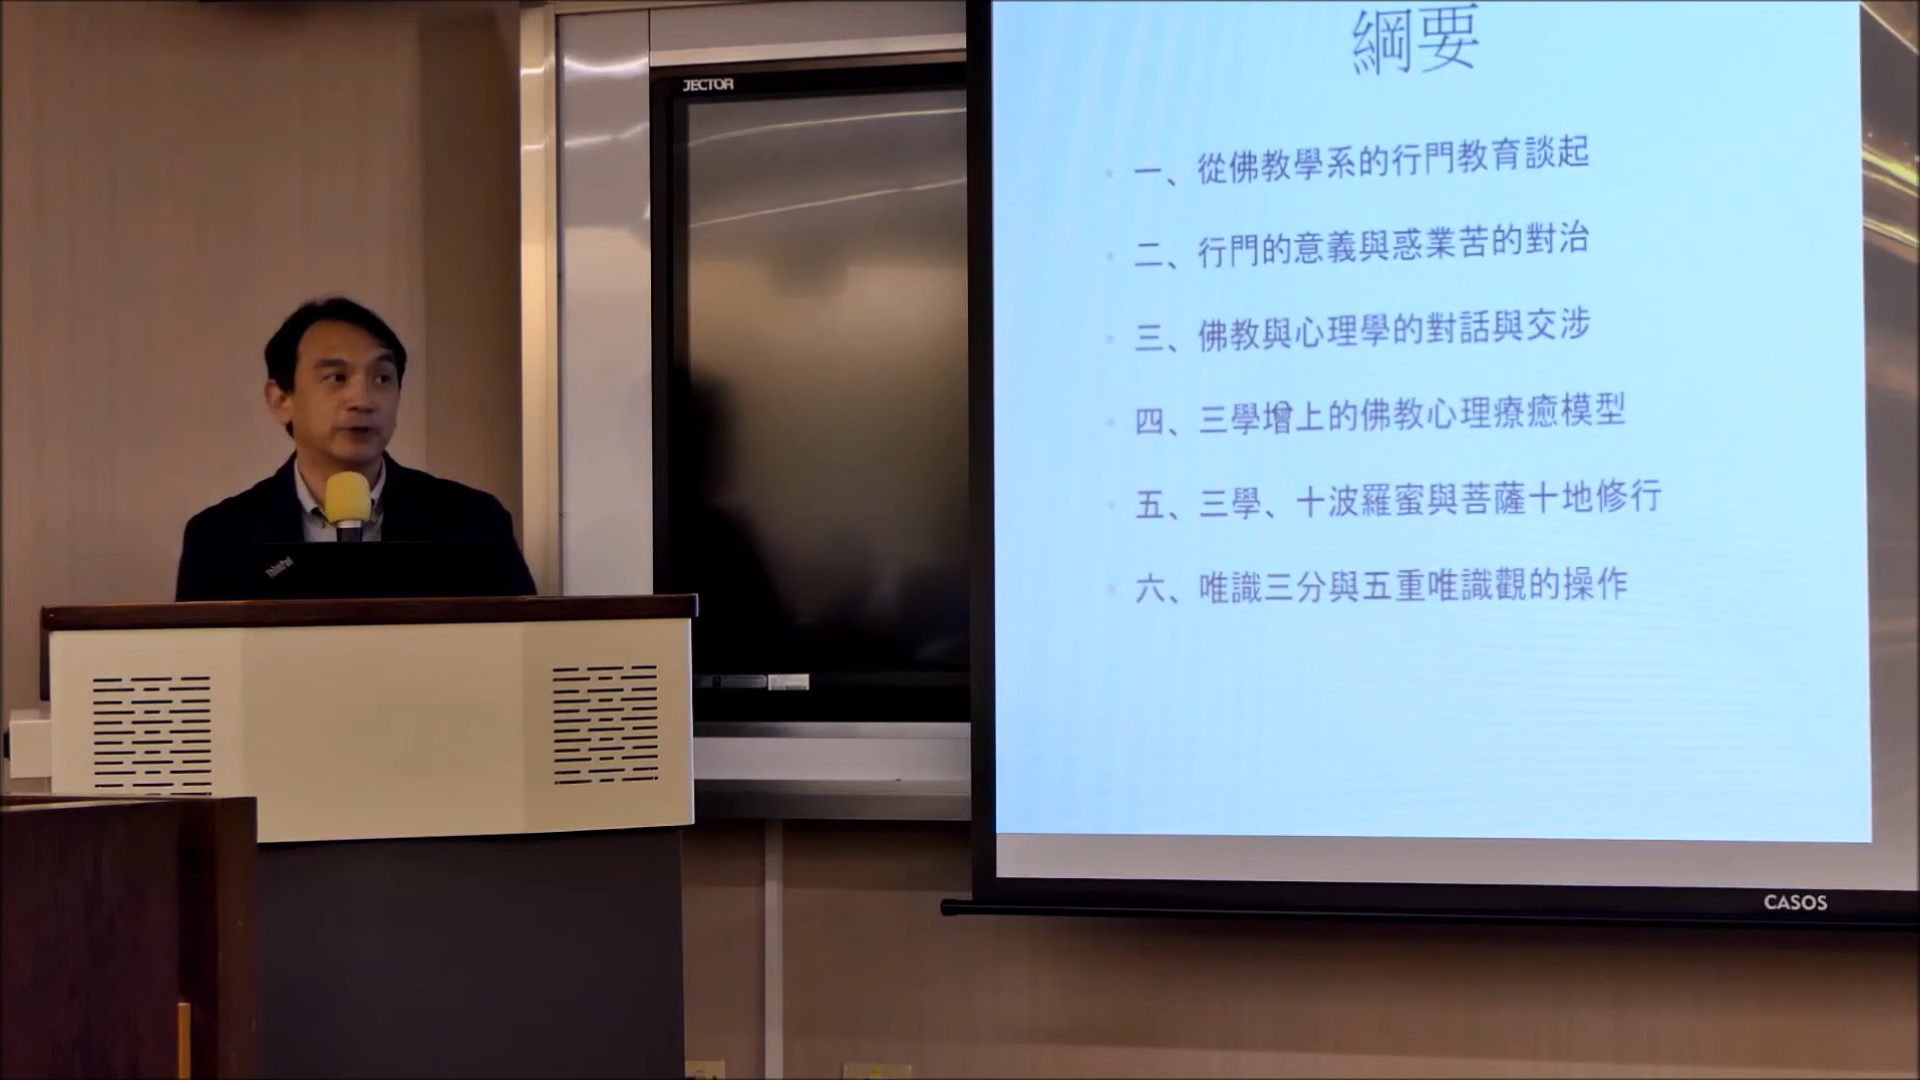 綱要
一、從佛教學系的行門教育談起
二、行門的意義與惑業苦的對治
三、佛教與心理學的對話與交涉
四、三學增上的佛教心理療癒模型
五、三學、十波羅蜜與菩薩十地修行
六、唯識三分與五重唯識觀的操作
JECTOR
ThinkPad
CASOS